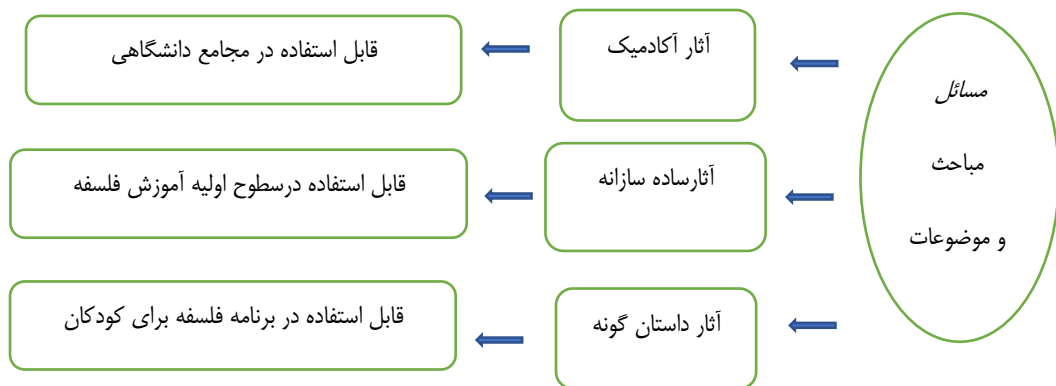 مسائل
مباحث
و موضوعات
آثار آکادمیک
قابل استفاده در مجامع دانشگاهی
آثارساده سازانه
قابل استفاده درسطوح اولیه آموزش فلسفه
آثار داستان گونه
قابل استفاده در برنامه فلسفه برای کودکان